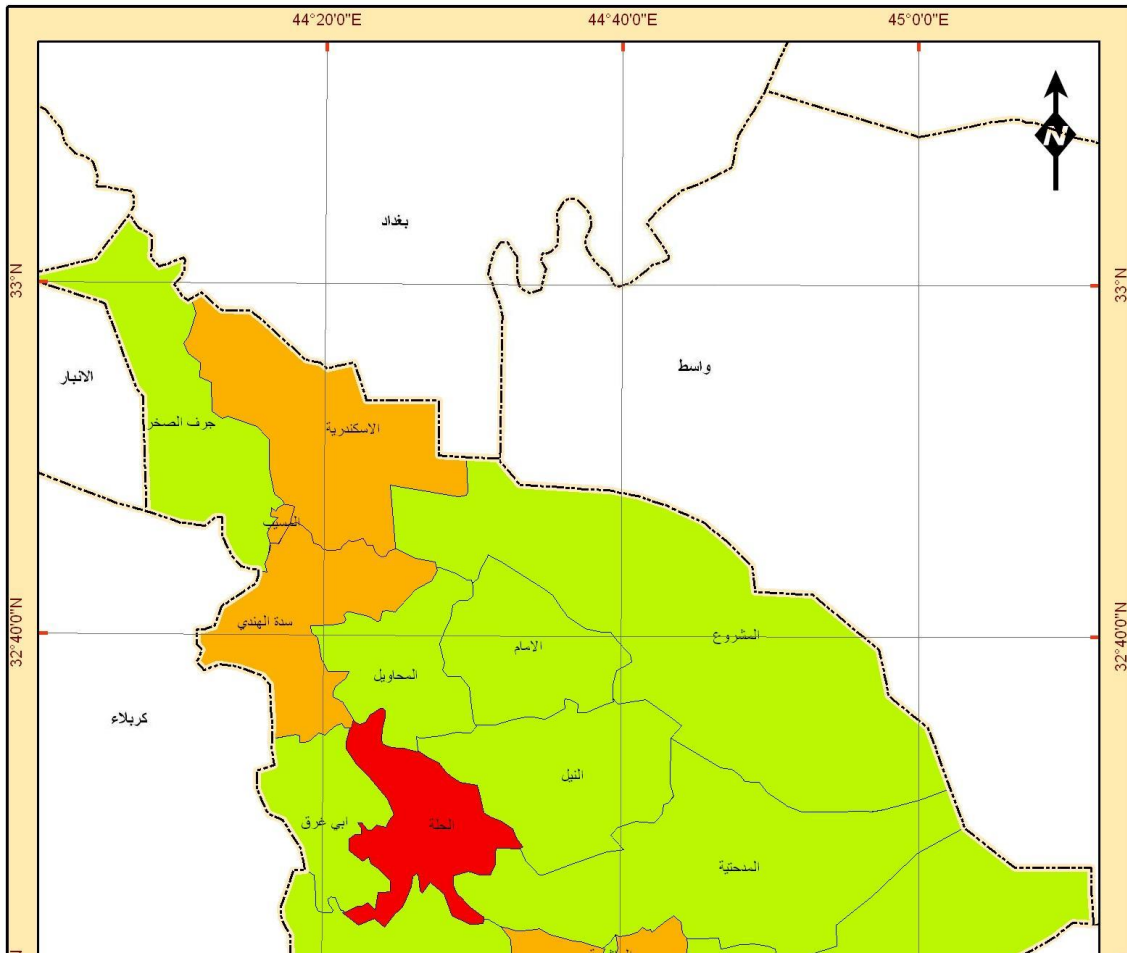 44°20'0"E
44°40'0"E
45°0'0"E
N
بغداد
33°N
33°N
واسط
الانبار
جرف الصخر
الاسكندرية
المسيب
سدة الهندي
المشروع
32°40'0"N
32°40'0"N
الامام
المحاويل
كربلاء
النيل
ابي غرق
الحلة
المدحتية